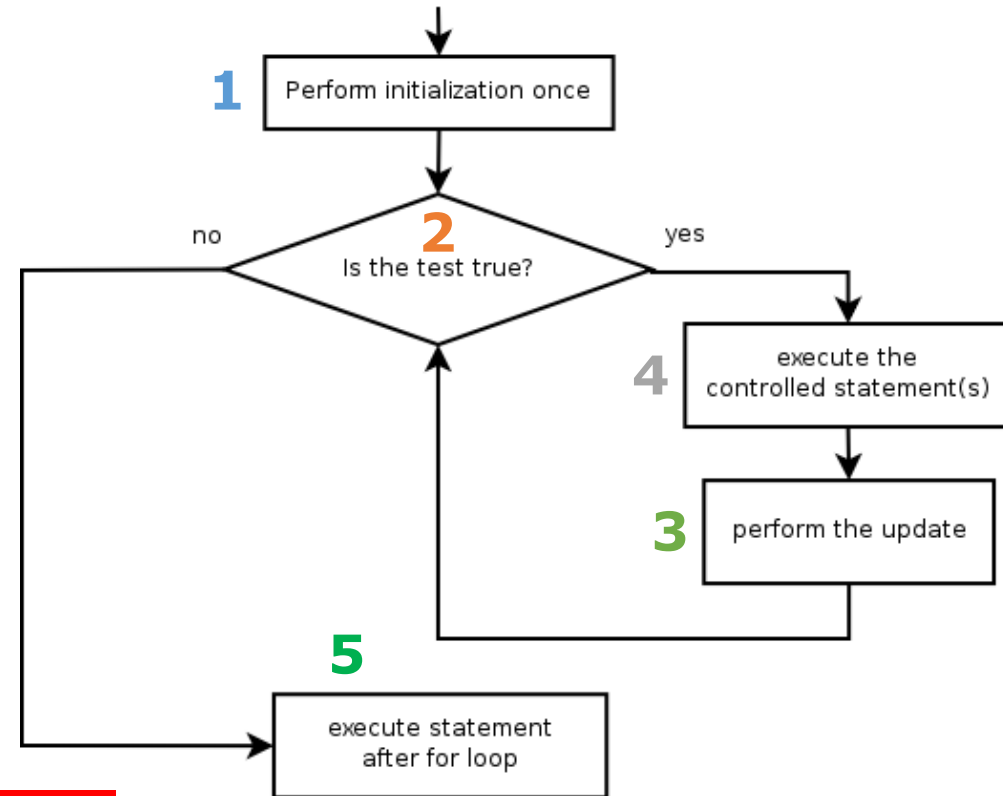 1
Perform initialization once
no
2
yes
Is the test true?
4
execute the
controlled statement(s)
3
perform the update
5
execute statement
after for loop